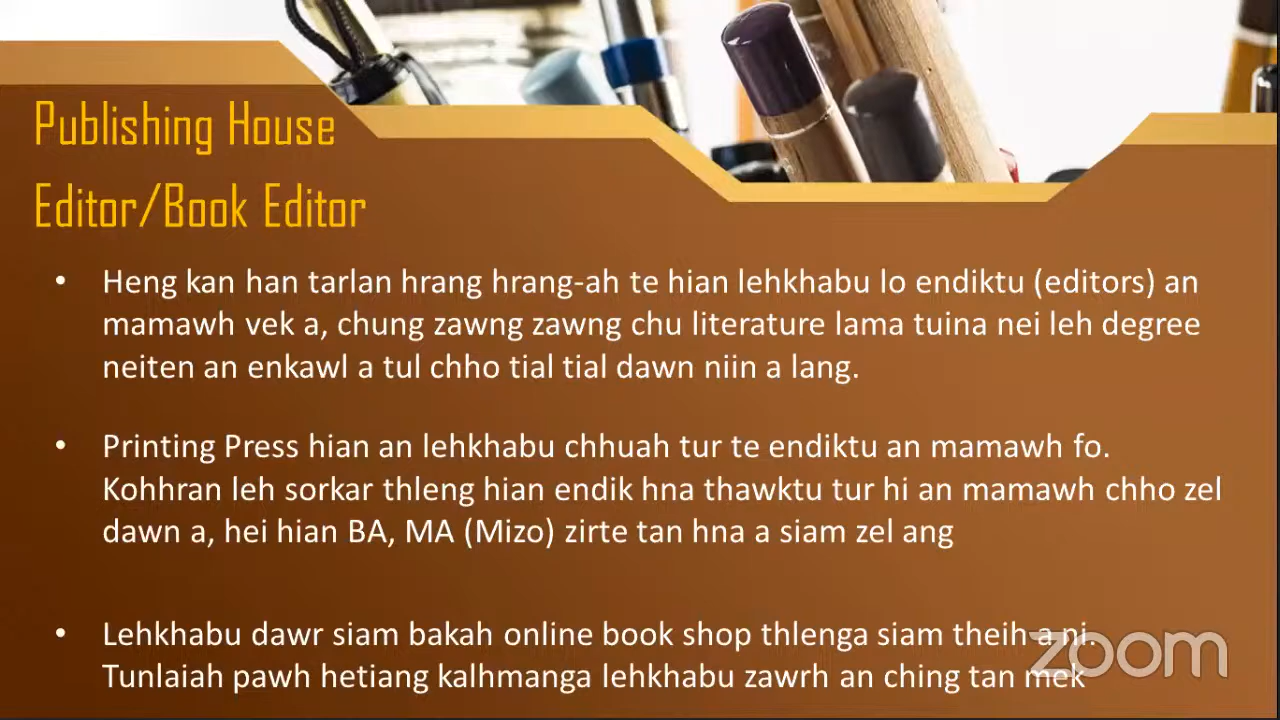 Publishing House
Editor/Book Editor
• Heng kan han tarlan hrang hrang-ah te hian lehkhabu lo endiktu (editors) an
mamawh vek a, chung zawng zawng chu literature lama tuina nei leh degree
neiten an enkawl a tul chho tial tial dawn niin a lang.
• Printing Press hian an lehkhabu chhuah tur te endiktu an mamawh fo.
Kohhran leh sorkar thleng hian endik hna thawktu tur hi an mamawh chho zel
dawn a, hei hian BA, MA (Mizo) zirte tan hna a siam zel ang
• Lehkhabu dawr siam bakah online book shop thlenga siam theih a ni.
Tunlaiah pawh hetiang kalhmanga lehkhabu zawrh an ching tan mek
zoom